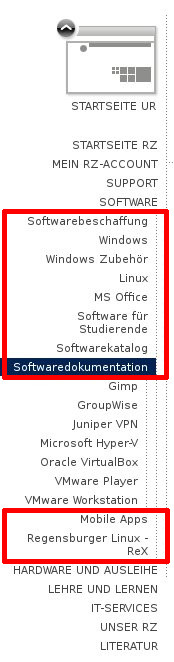 STARTSEITE UR
STARTSEITE RZ
MEIN RZ-ACCOUNT
SUPPORT
SOFTWARE
Softwarebeschaffung
Windows
Windows Zubehör
Linux
MS Office
Software für
Studierende
Softwarekatalog
Softwaredokumentation
Gimp
GroupWise
Juniper VPN
Microsoft Hyper-V
Oracle VirtualBox
VMware Player
VMware Workstation
Mobile Apps
Regensburger Linux -
ReX
HARDWARE UND AUSLEIHE
LEHRE UND LERNEN
IT-SERVICES
UNSER RZ
LITERATUR